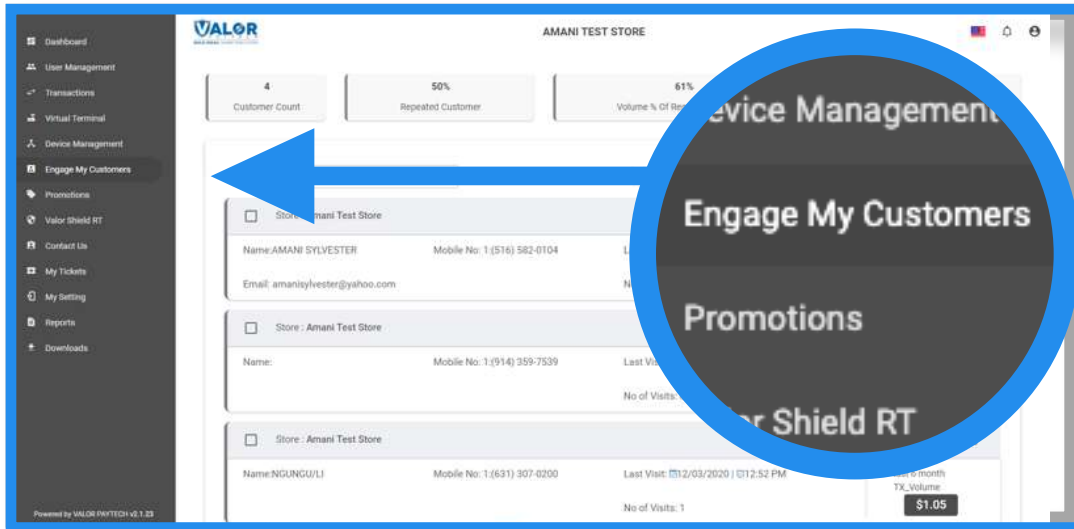 Dashboard
User Management
Transactions
Virtual Terminal
Device Management
Engage My Customers
Promotions
Valor Shield RT
Contact Us
My Tickets
My Setting
Reports
Downloads
Powered by VALOR PAYTECH v2.1.23
VALOR
AMANI TEST STORE
4
Customer Count
50%
Repeated Customer
61%
Volume % Of
Store : Amani Test Store
Name:AMANI SYLVESTER
Mobile No: 1:(516) 582-0104
Email: amanisylvester@yahoo.com
Store : Amani Test Store
Name:
Mobile No: 1:(914) 359-7539
Last
No of Visits:
Store : Amani Test Store
Name:NGUNGU/LI
Mobile No: 1:(631) 307-0200
Last Visit: 12/03/2020 | 12:52 PM
No of Visits: 1
month
TX_Volume
$1.05
evice Management
Engage My Customers
Promotions
Shield RT